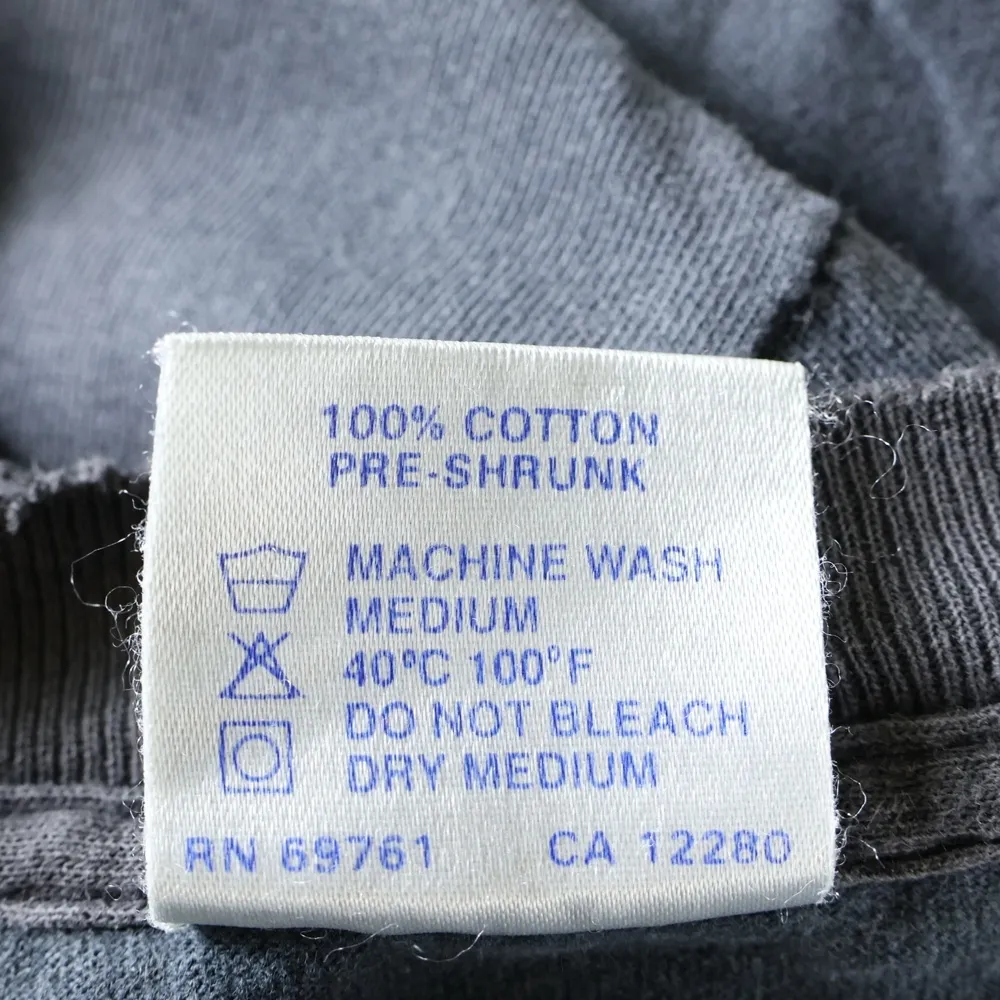 100% COTTON
PRE-SHRUNK
MACHINE WASH
MEDIUM
40°C 100°F
DO NOT BLEACH
DRY MEDIUM
RN 69761 CA 12280